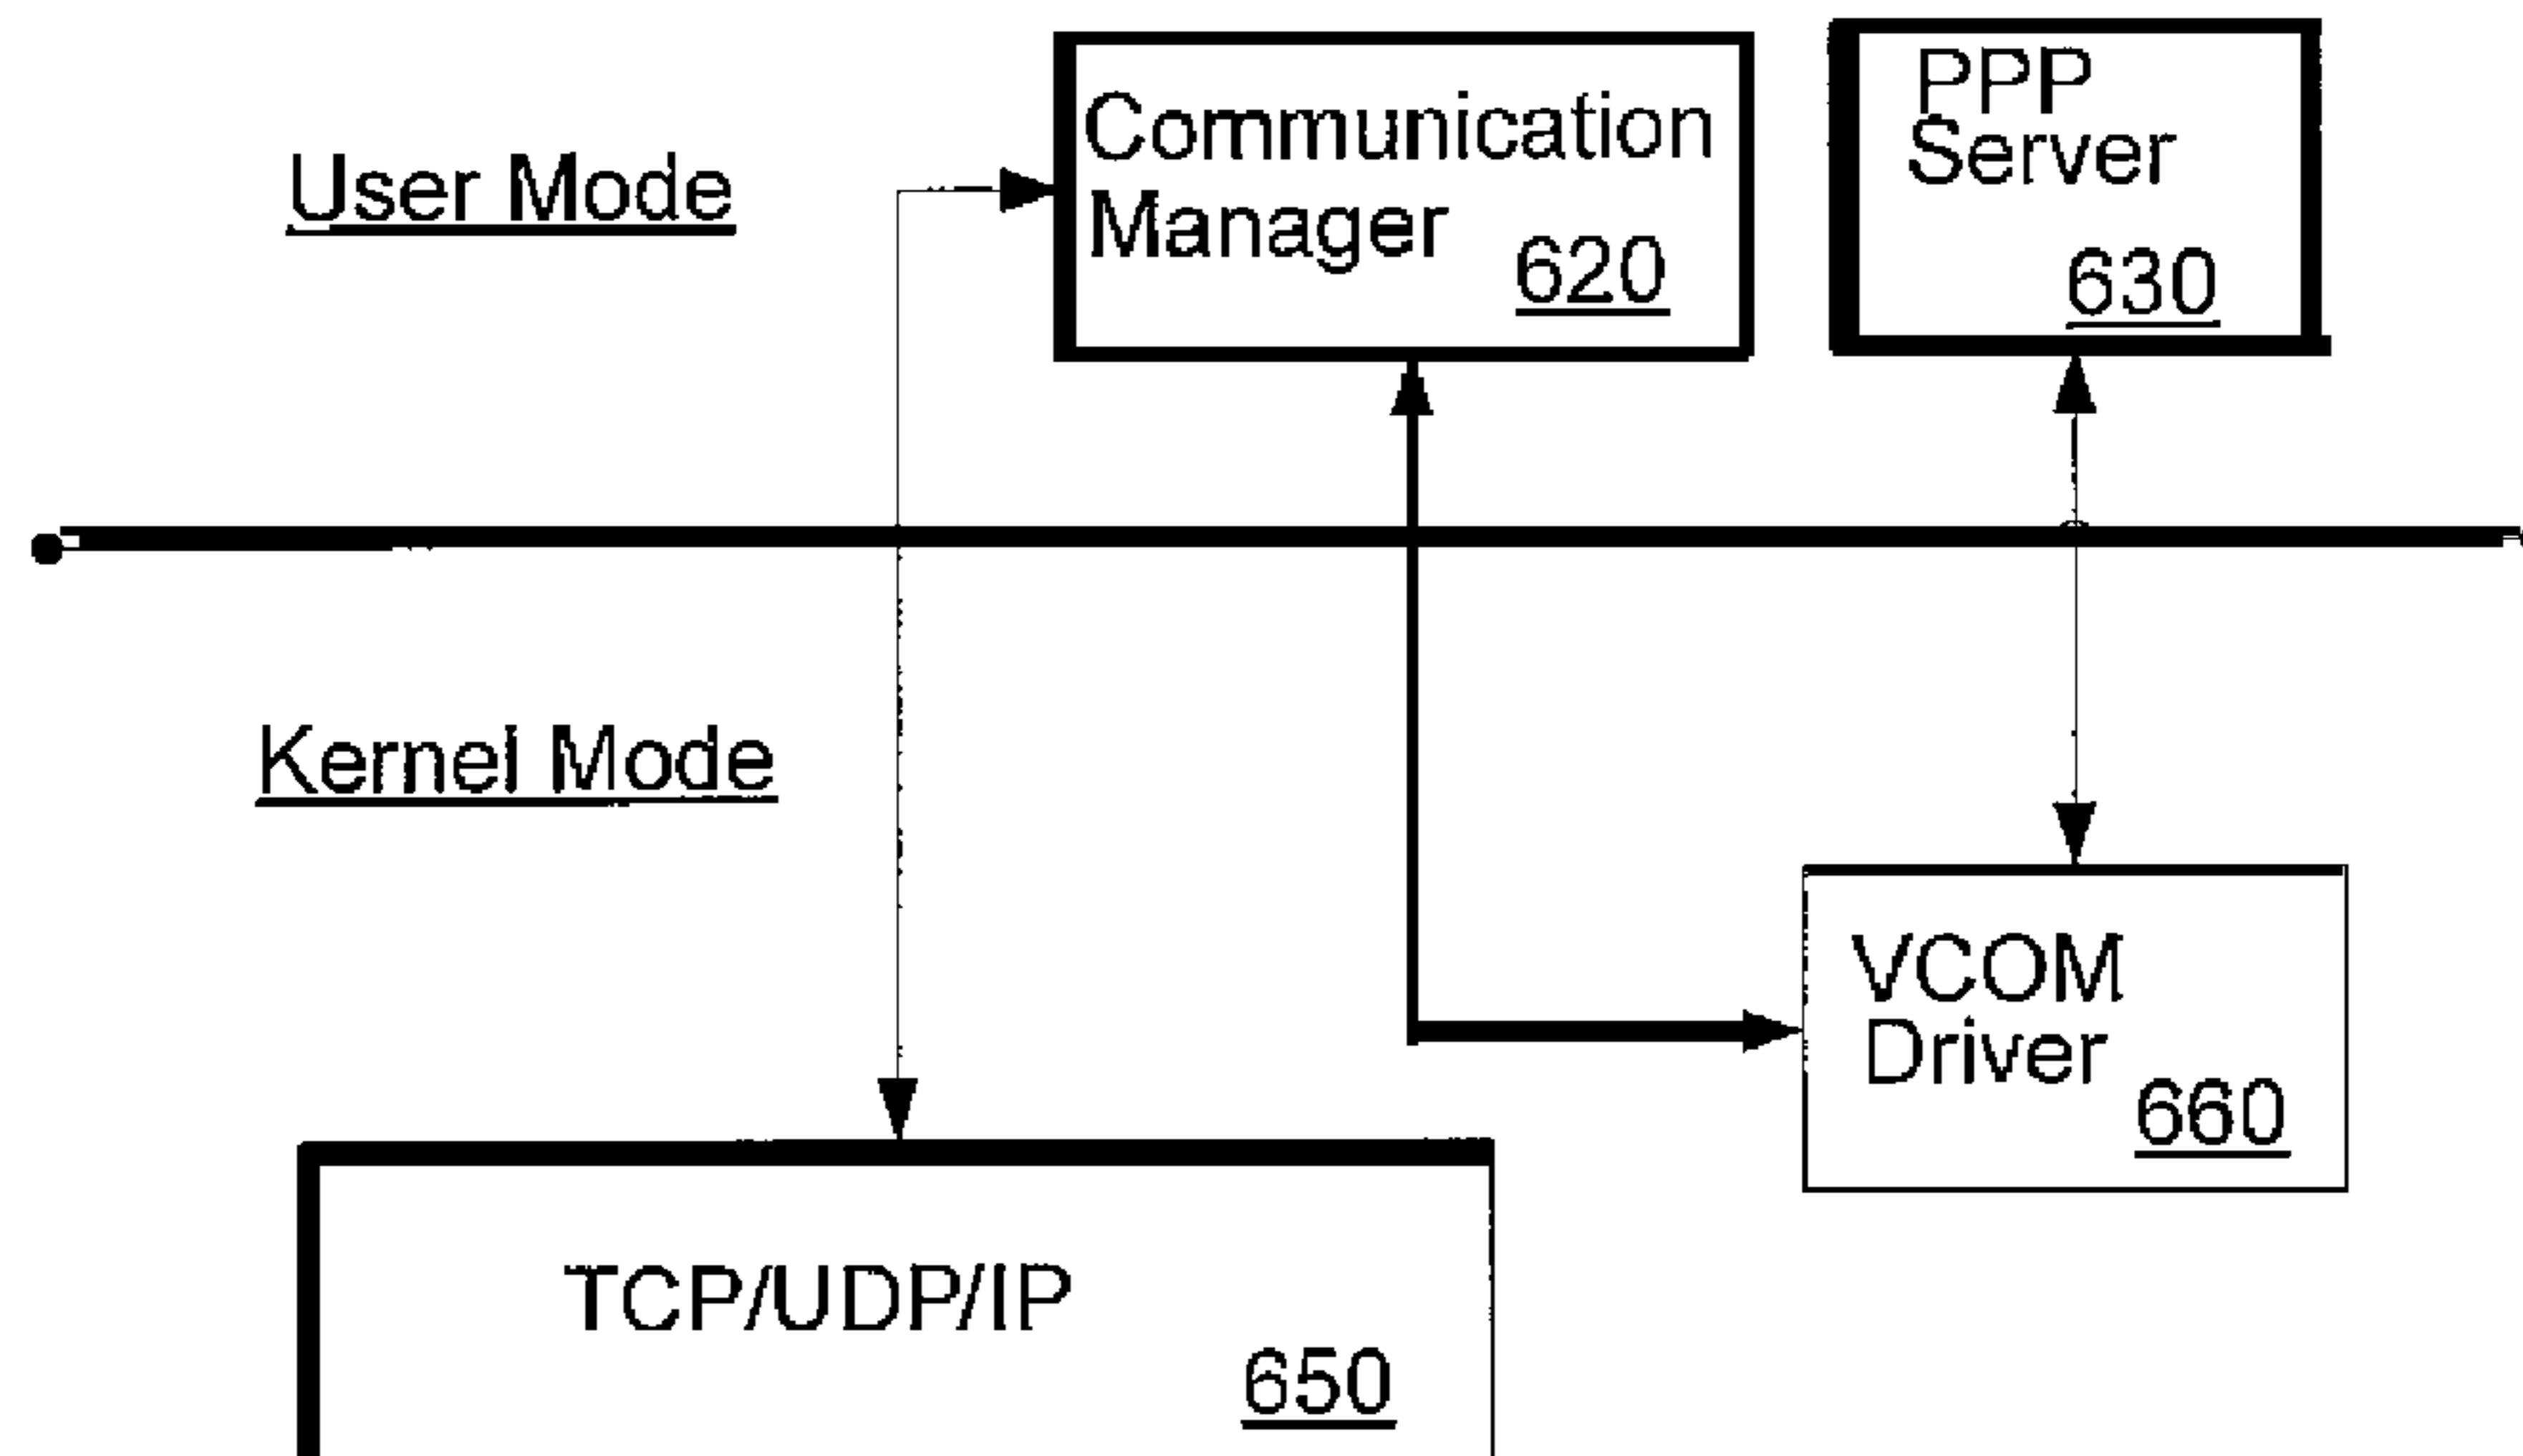 User Mode
Communication
Manager
620
PPP
Server
630
Kernel Mode
VCOM
Driver
660
TCP/UDP/IP
650